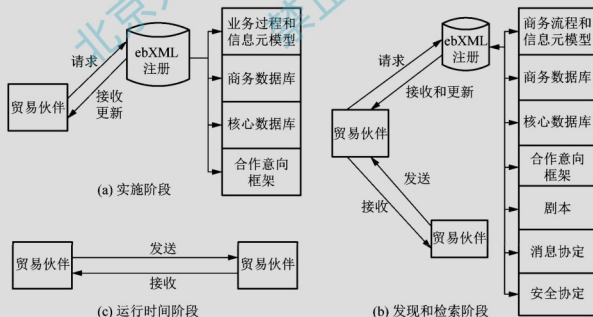 请求
ebXML
注册
接收
更新
贸易伙伴
业务过程和
信息元模型
商务数据库
核心数据库
合作意向
框架
(a) 实施阶段
发送
接收
贸易伙伴
贸易伙伴
(c) 运行时间阶段
请求
ebXML
注册
接收和更新
贸易伙伴
发送
接收
贸易伙伴
商务流程和
信息元模型
商务数据库
核心数据库
合作意向
框架
剧本
消息协定
安全协定
(b) 发现和检索阶段